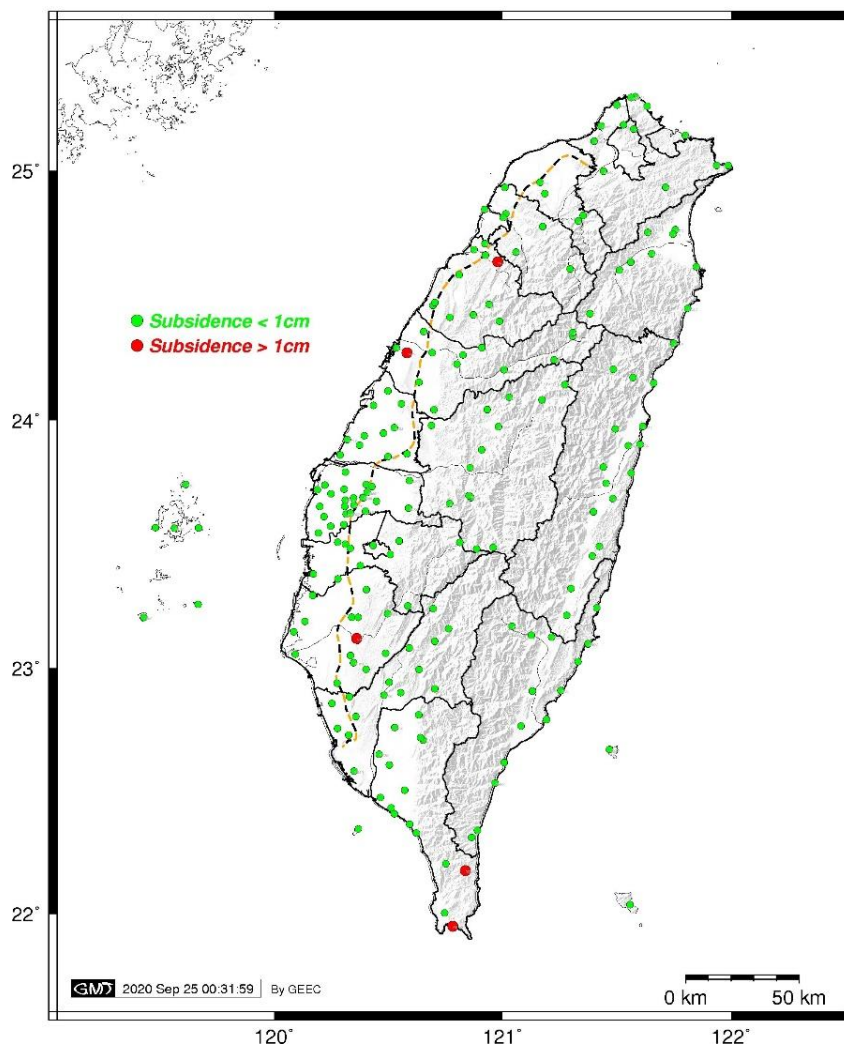 25°
Subsidence < 1cm
Subsidence > 1cm
24°
23°
22°
GMT 2020 Sep 25 00:31:59 By GEEC
0 km 50 km
120° 121° 122°